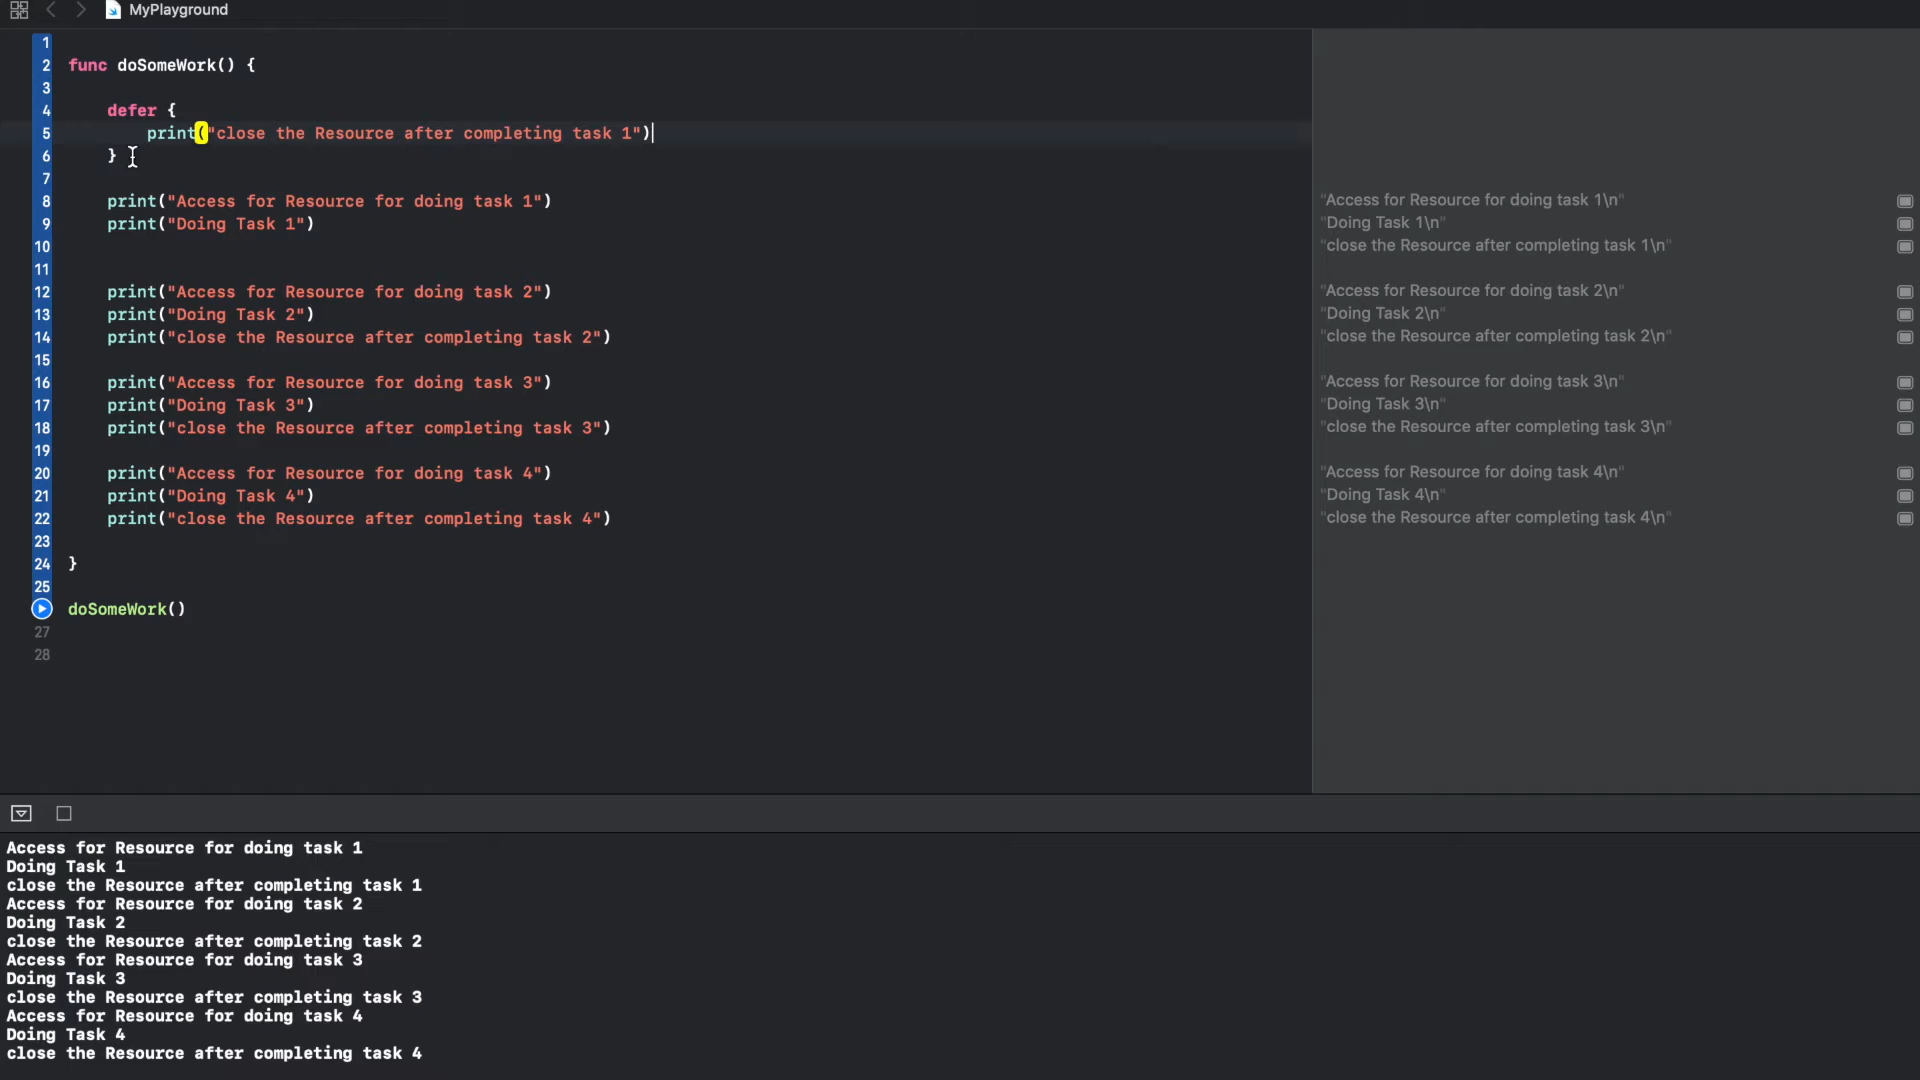 MyPlayground
1
2 func doSomeWork() {
3
4 defer {
5 print("close the Resource after completing task 1")
6 }
7
8 print("Access for Resource for doing task 1")
9 print("Doing Task 1")
10
11
12 print("Access for Resource for doing task 2")
13 print("Doing Task 2")
14 print("close the Resource after completing task 2")
15
16 print("Access for Resource for doing task 3")
17 print("Doing Task 3")
18 print("close the Resource after completing task 3")
19
20 print("Access for Resource for doing task 4")
21 print("Doing Task 4")
22 print("close the Resource after completing task 4")
23
24 }
25
doSomeWork()
27
28
"Access for Resource for doing task 1\n"
"Doing Task 1\n"
"close the Resource after completing task 1\n"
"Access for Resource for doing task 2\n"
"Doing Task 2\n"
"close the Resource after completing task 2\n"
"Access for Resource for doing task 3\n"
"Doing Task 3\n"
"close the Resource after completing task 3\n"
"Access for Resource for doing task 4\n"
"Doing Task 4\n"
"close the Resource after completing task 4\n"
Access for Resource for doing task 1
Doing Task 1
close the Resource after completing task 1
Access for Resource for doing task 2
Doing Task 2
close the Resource after completing task 2
Access for Resource for doing task 3
Doing Task 3
close the Resource after completing task 3
Access for Resource for doing task 4
Doing Task 4
close the Resource after completing task 4